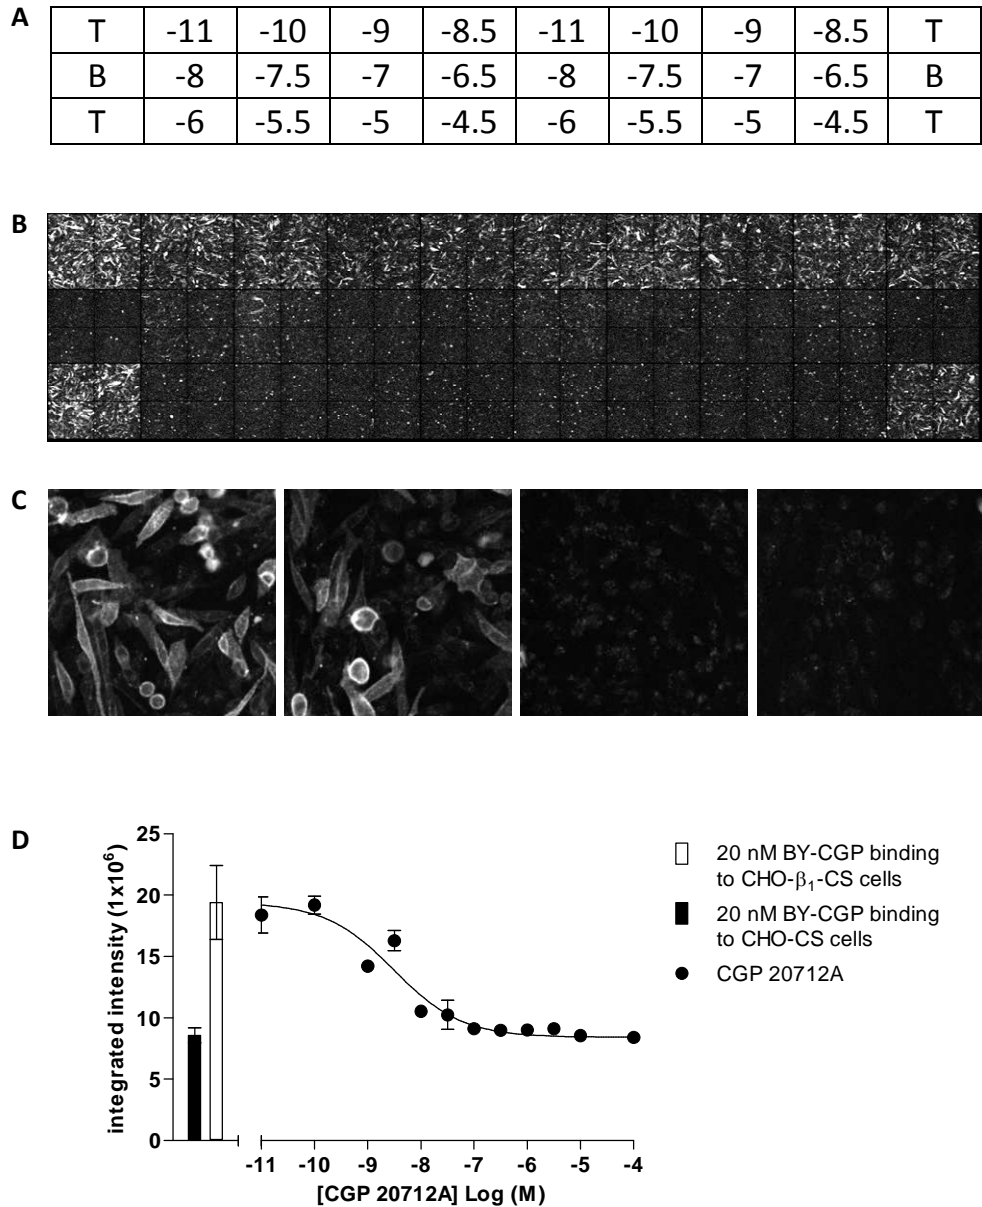 A
T -11 -10 -9 -8.5 -11 -10 -9 -8.5 T
B -8 -7.5 -7 -6.5 -8 -7.5 -7 -6.5 B
T -6 -5.5 -5 -4.5 -6 -5.5 -5 -4.5 T
B
C
D
integrated intensity (1x10⁶)
25
20
15
10
5
0
-11 -10 -9 -8 -7 -6 -5 -4
[CGP 20712A] Log (M)
20 nM BY-CGP binding
to CHO-β₁-CS cells
20 nM BY-CGP binding
to CHO-CS cells
CGP 20712A